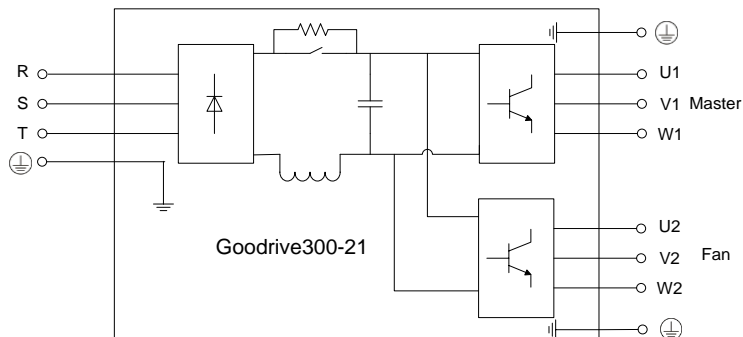 R
S
T
U1
V1 Master
W1
Goodrive300-21
U2
V2 Fan
W2